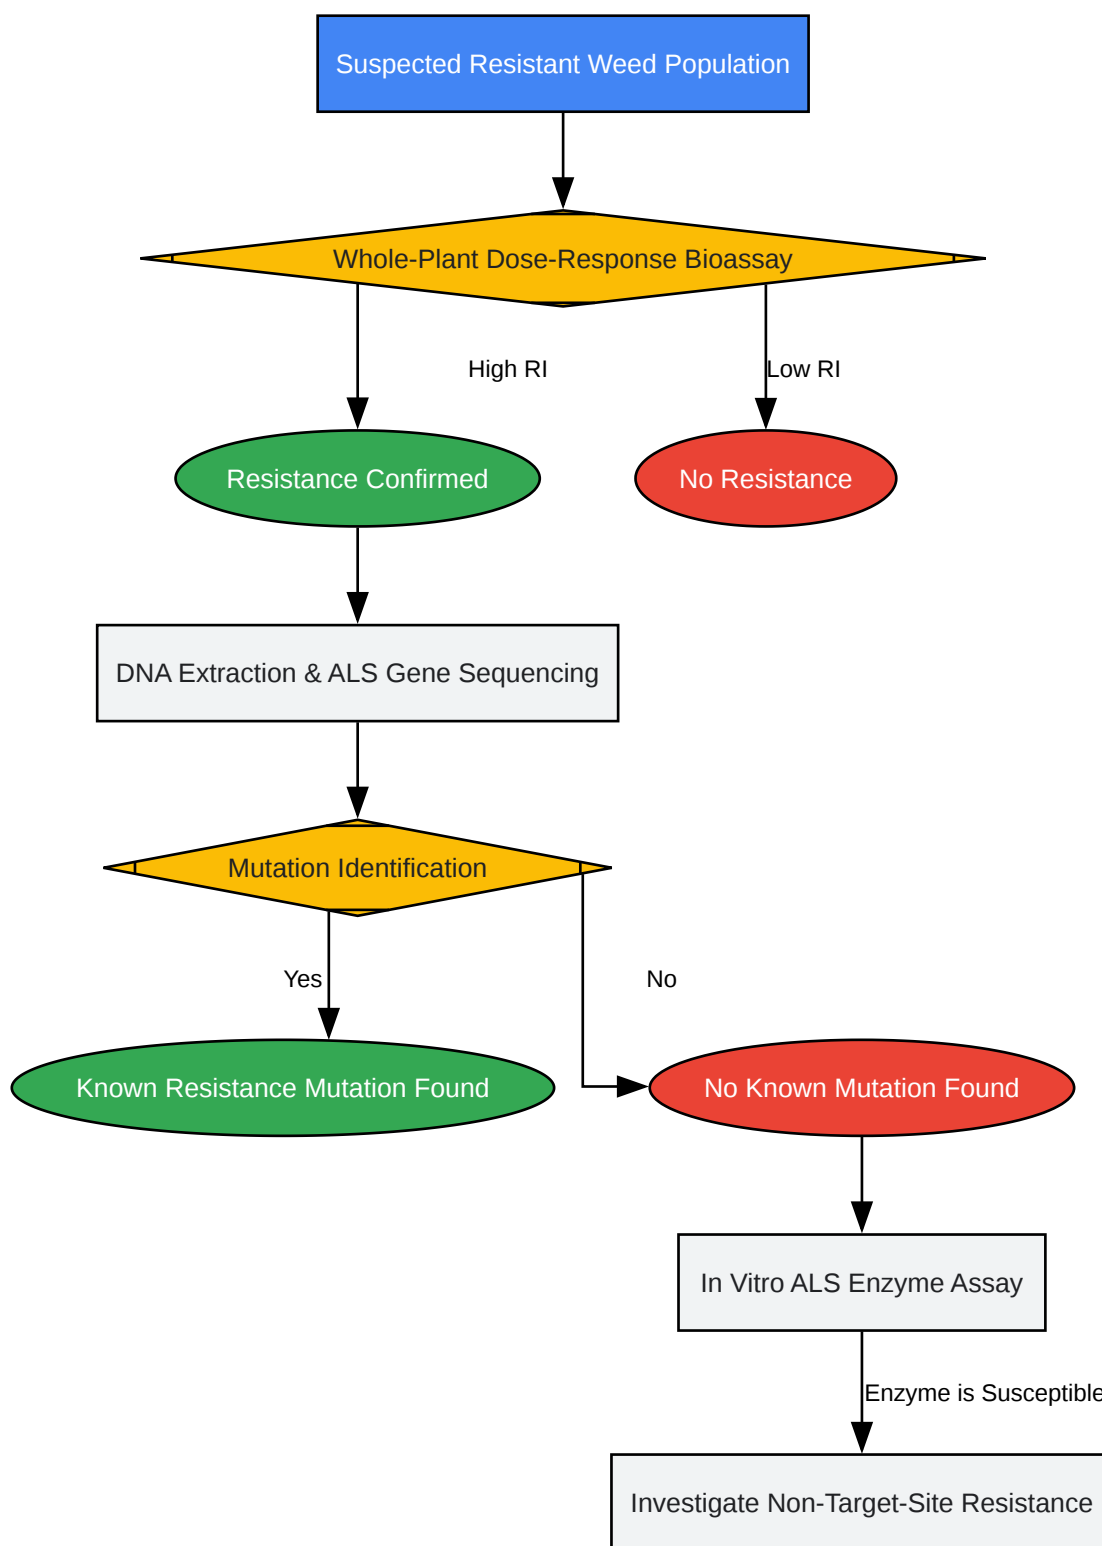 Suspected Resistant Weed Population
Whole-Plant Dose-Response Bioassay
High RI
Low RI
Resistance Confirmed
No Resistance
DNA Extraction & ALS Gene Sequencing
Mutation Identification
Yes
No
Known Resistance Mutation Found
No Known Mutation Found
In Vitro ALS Enzyme Assay
Enzyme is Susceptible
Investigate Non-Target-Site Resistance